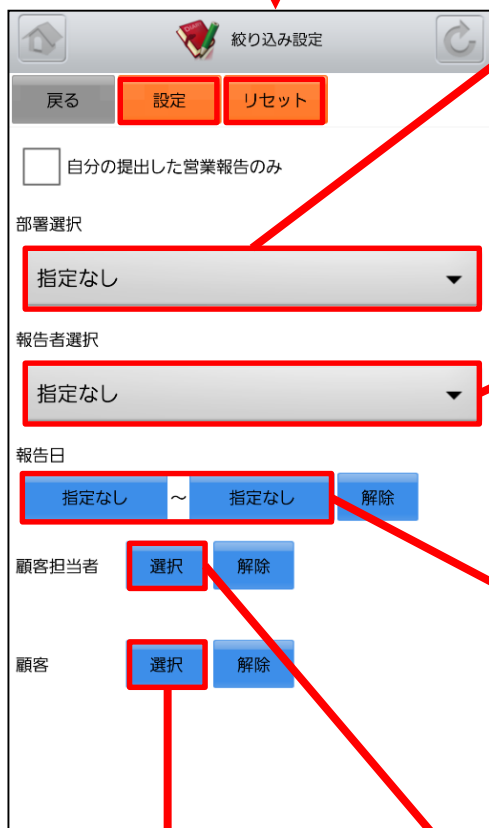 絞り込み設定
戻る 設定 リセット
自分の提出した営業報告のみ
部署選択
指定なし
報告者選択
指定なし
報告日
指定なし ～ 指定なし 解除
顧客担当者 選択 解除
顧客 選択 解除